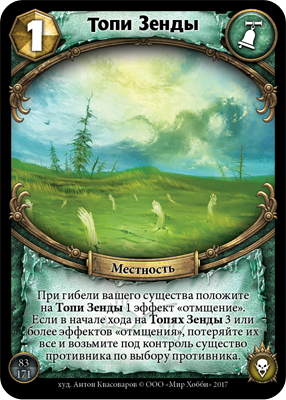 1
Топи Зенды
Местность
При гибели вашего существа положите
на Топи Зенды 1 эффект «отмщение».
Если в начале хода на Топях Зенды 3 или
более эффектов «отмщения», потеряйте их
все и возьмите под контроль существо
противника по выбору противника.
83
171
худ. Антон Квасоваров © ООО «Мир Хобби» 2017